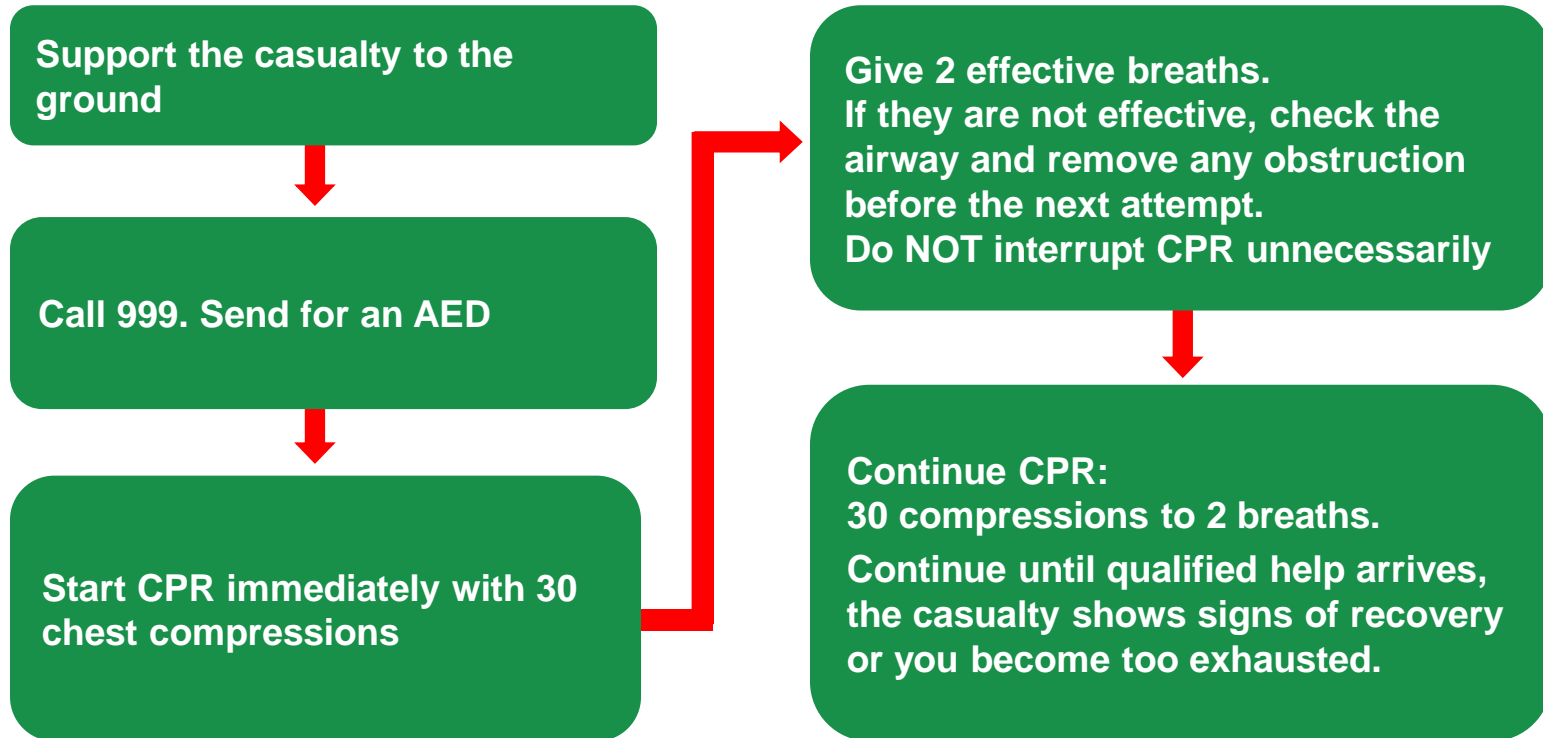 Support the casualty to the
ground
Call 999. Send for an AED
Start CPR immediately with 30
chest compressions
Give 2 effective breaths.
If they are not effective, check the
airway and remove any obstruction
before the next attempt.
Do NOT interrupt CPR unnecessarily
Continue CPR:
30 compressions to 2 breaths.
Continue until qualified help arrives,
the casualty shows signs of recovery
or you become too exhausted.